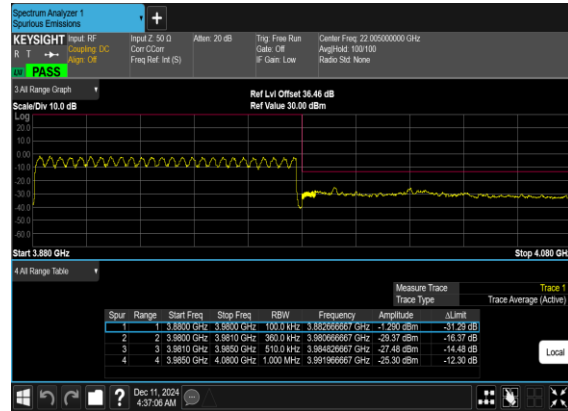 Spectrum Analyzer 1
Spurious Emissions
KEYSIGHT Input: RF Input Z: 50 Ω Atten: 20 dB Trig: Free Run Center Freq: 22.005000000 GHz
R T Coupling: DC Corr CCorr Gate: Off Avg|Hold: 100/100
Align: Off Freq Ref: Int (S) IF Gain: Low Radio Std: None
LW PASS
3 All Range Graph
Ref Lvl Offset 36.46 dB
Scale/Div 10.0 dB Ref Value 30.00 dBm
Log
20.0
10.0
0.00
-10.0
-20.0
-30.0
-40.0
-50.0
-60.0
Start 3.880 GHz Stop 4.080 GH
4 All Range Table
Measure Trace Trace 1
Trace Type Trace Average (Active)
Spur Range Start Freq Stop Freq RBW Frequency Amplitude ΔLimit
1 1 3.8800 GHz 3.9800 GHz 100.0 kHz 3.882666667 GHz -1.290 dBm -31.29 dB
2 2 3.9800 GHz 3.9810 GHz 360.0 kHz 3.980666667 GHz -29.37 dBm -16.37 dB
3 3 3.9810 GHz 3.9850 GHz 510.0 kHz 3.984826667 GHz -27.48 dBm -14.48 dB
4 4 3.9850 GHz 4.0800 GHz 1.000 MHz 3.991966667 GHz -25.30 dBm -12.30 dB
Local
? Dec 11, 2024
4:37:06 AM